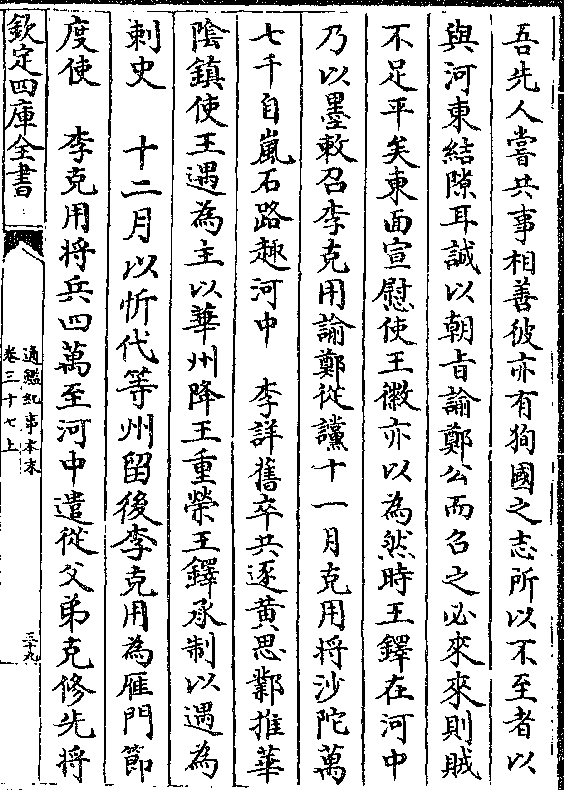 吾先人嘗共事相善彼亦有狥國之志所以不至者以
與河東結隙耳誠以朝旨諭鄭公而召之必來來則賊
不足平矣東面宣慰使王徽亦以為然時王鐸在河中
乃以墨敕召李克用諭鄭從讜十一月克用將沙陀萬
七千自嵐石路趣河中　李詳舊卒共逐黄思鄴推華
陰鎮使王遇為主以華州降王重榮王鐸承制以遇為
刺史　十二月以忻代等州留後李克用為雁門節
度使　李克用將兵四萬至河中遣從父弟克修先將
欽定四庫全書
通鑑紀事本末
卷三十七上
三十九